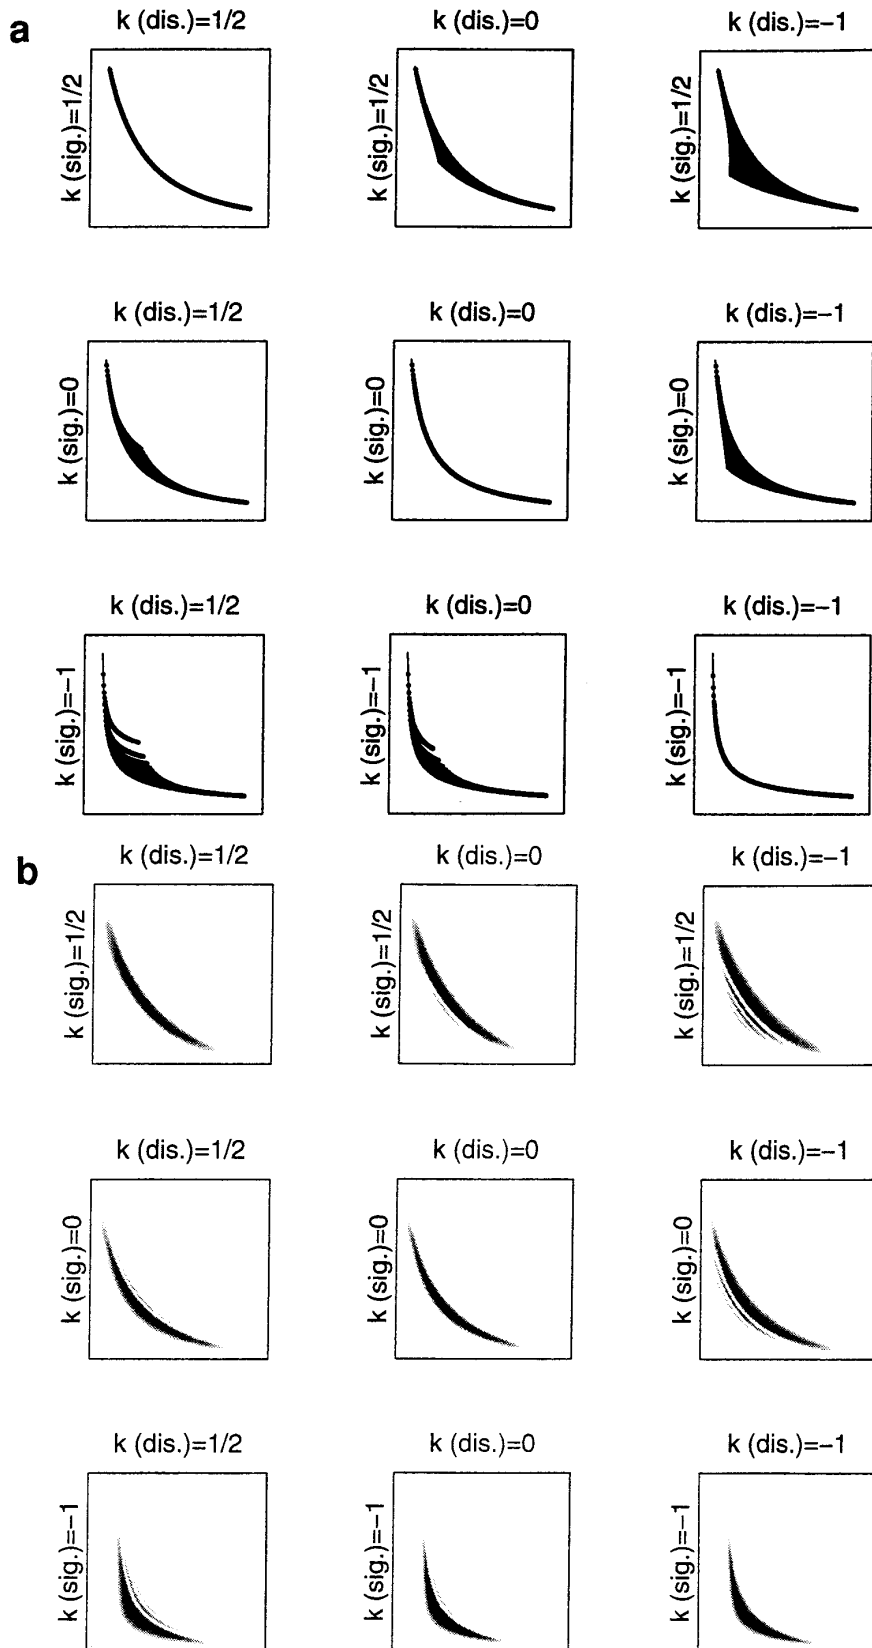 a
k (dis.)=1/2
k (dis.)=0
k (dis.)=−1
k (sig.)=1/2
k (sig.)=1/2
k (sig.)=1/2
k (dis.)=1/2
k (dis.)=0
k (dis.)=−1
k (sig.)=0
k (sig.)=0
k (sig.)=0
k (dis.)=1/2
k (dis.)=0
k (dis.)=−1
k (sig.)=−1
k (sig.)=−1
k (sig.)=−1
b
k (dis.)=1/2
k (dis.)=0
k (dis.)=−1
k (sig.)=1/2
k (sig.)=1/2
k (sig.)=1/2
k (dis.)=1/2
k (dis.)=0
k (dis.)=−1
k (sig.)=0
k (sig.)=0
k (sig.)=0
k (dis.)=1/2
k (dis.)=0
k (dis.)=−1
k (sig.)=−1
k (sig.)=−1
k (sig.)=−1